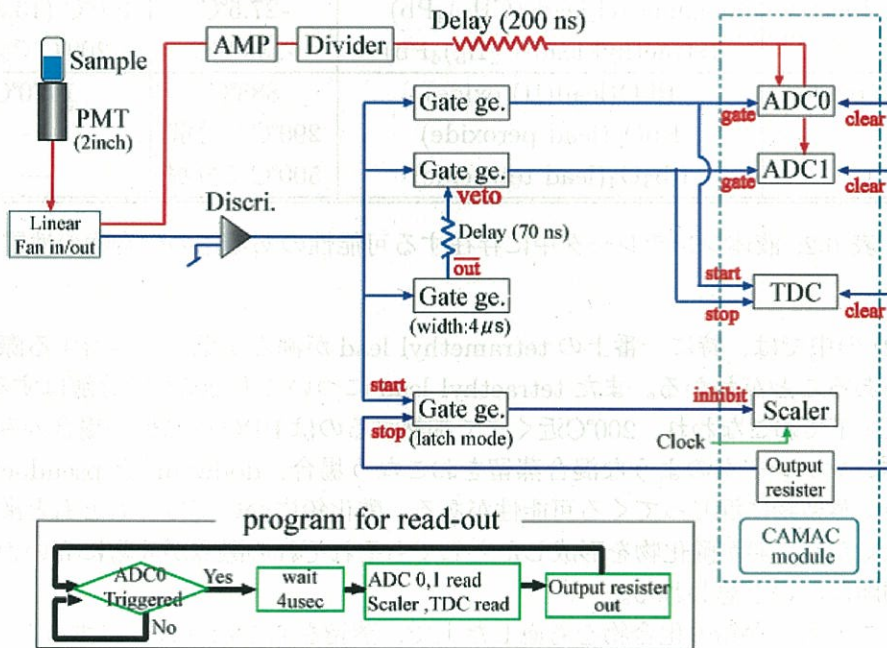 Delay (200 ns)
AMP
Divider
Sample
PMT
(2inch)
Linear
Fan in/out
Discri.
Gate ge.
gate
ADC0
clear
Gate ge.
gate
ADC1
clear
veto
Delay (70 ns)
out
Gate ge.
(width:4μs)
start
stop
TDC
clear
start
stop
Gate ge.
(latch mode)
inhibit
Scaler
Clock
Output
resister
CAMAC
module
program for read-out
ADC0
Triggered
Yes
No
wait
4usec
ADC 0,1 read
Scaler ,TDC read
Output resister
out